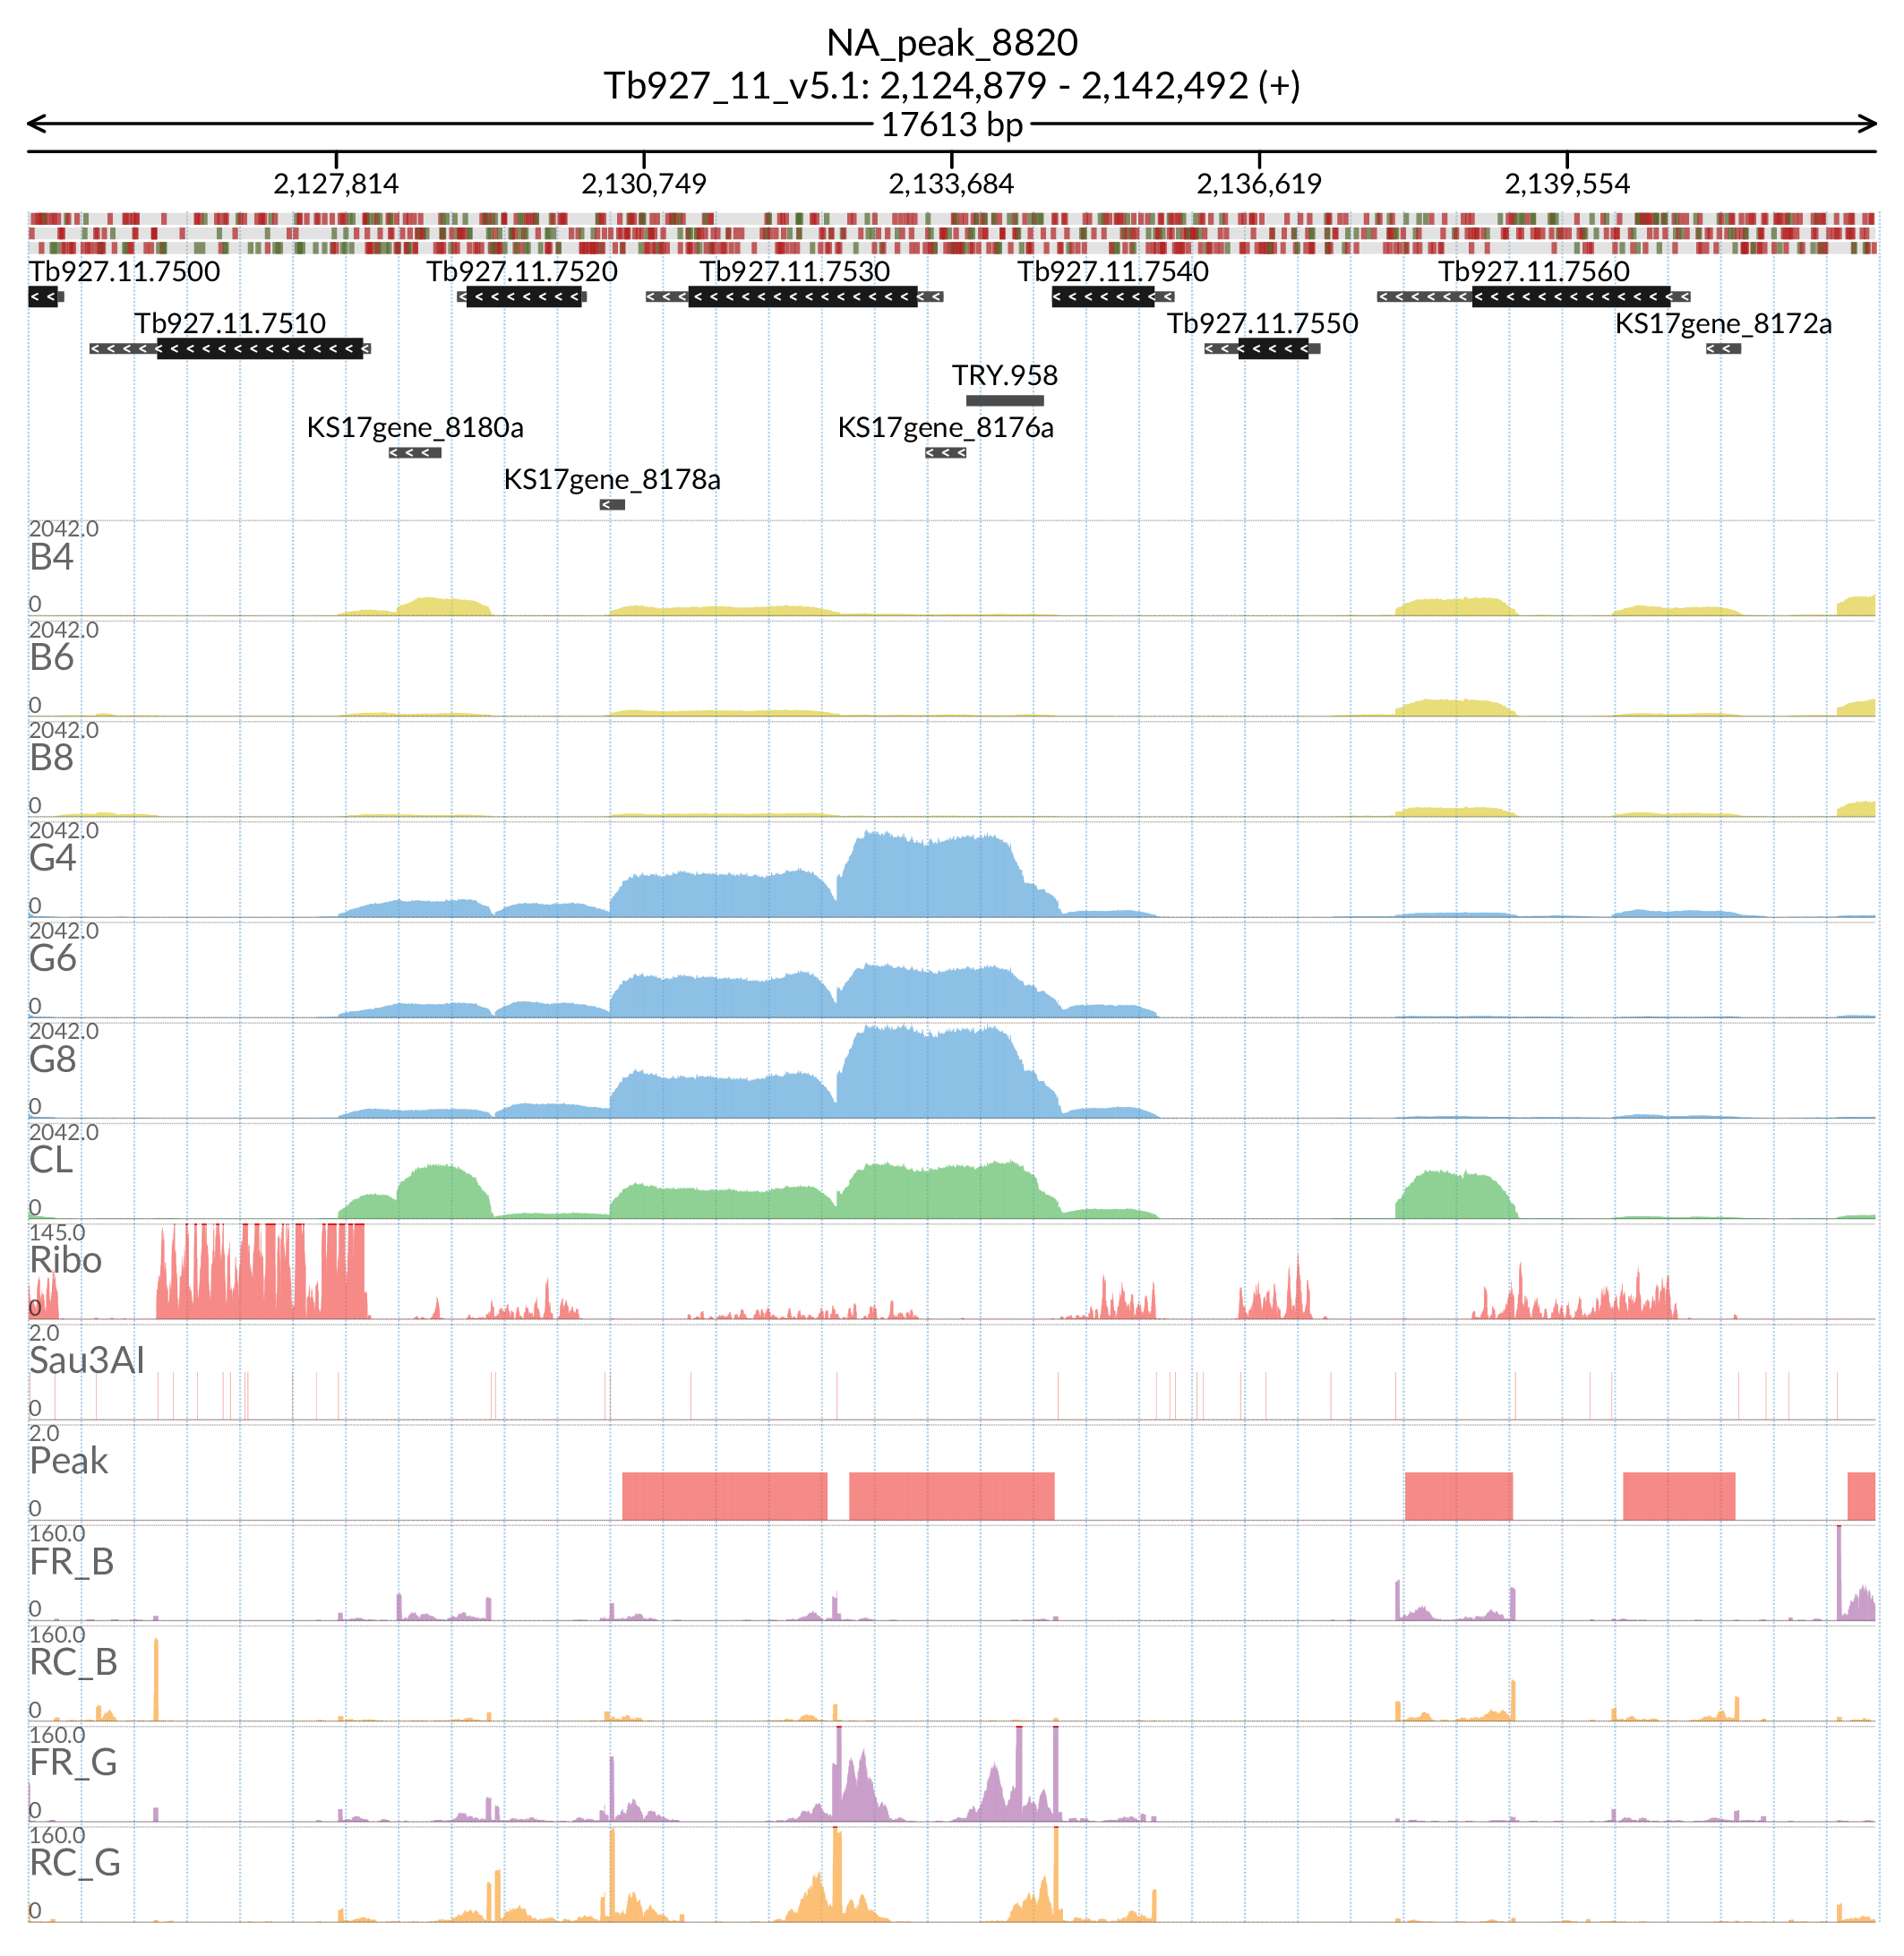 NA_peak_8820
Tb927_11_v5.1: 2,124,879 - 2,142,492 (+)
17613 bp
2,127,814 2,130,749 2,133,684 2,136,619 2,139,554
Tb927.11.7500 Tb927.11.7520 Tb927.11.7530 Tb927.11.7540 Tb927.11.7560
Tb927.11.7510 Tb927.11.7550 KS17gene_8172a
TRY.958
KS17gene_8180a KS17gene_8176a
KS17gene_8178a
2042.0
B4
0
2042.0
B6
0
2042.0
B8
0
2042.0
G4
0
2042.0
G6
0
2042.0
G8
0
2042.0
CL
0
145.0
Ribo
0
2.0
Sau3AI
0
2.0
Peak
0
160.0
FR_B
0
160.0
RC_B
0
160.0
FR_G
0
160.0
RC_G
0